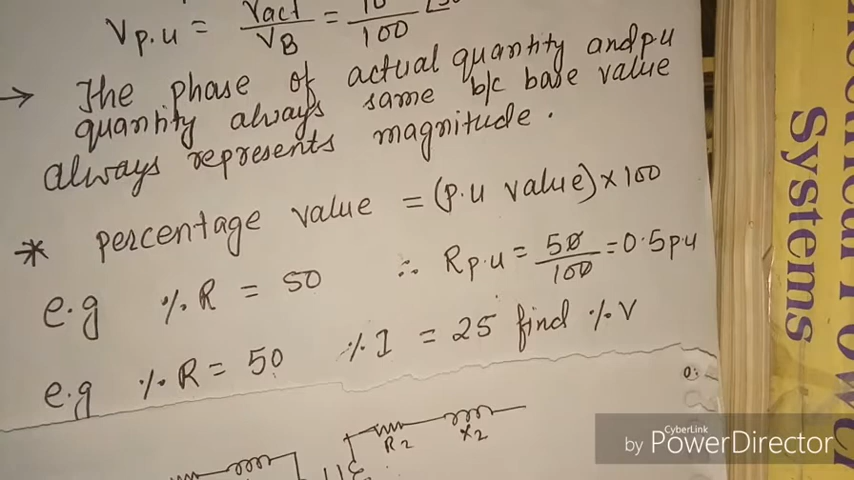 Vp.u = Vact/VB = 10/100
→ The phase of actual quantity and p.u
quantity always same b/c base value
always represents magnitude.
* percentage value = (p.u value) × 100
e.g %R = 50 ∴ Rp.u = 50/100 = 0.5 p.u
e.g %R = 50 %I = 25 find %V
R2 X2
Systems
Power
CyberLink
by PowerDirector